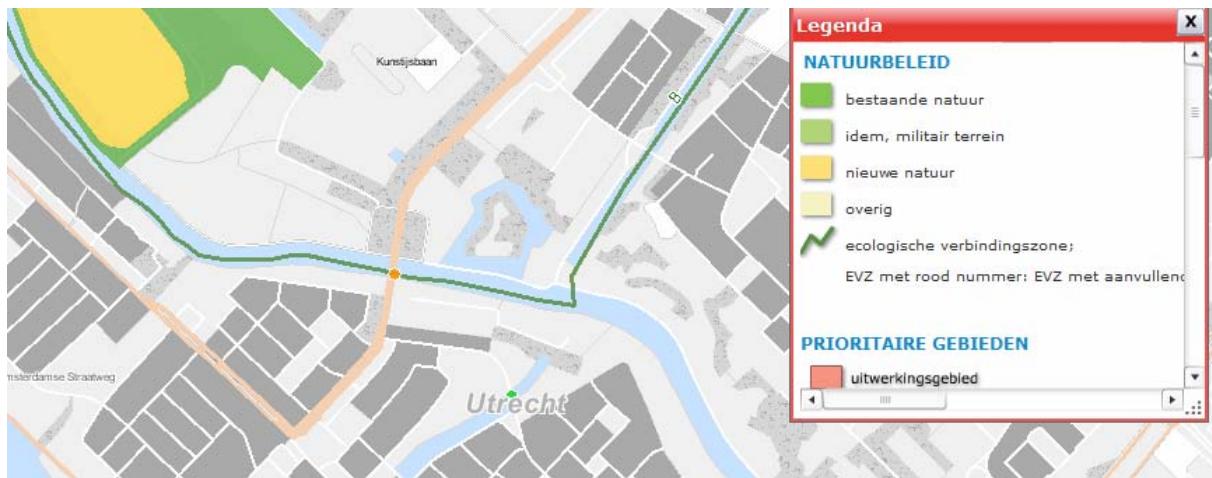 Kunstijsbaan
8
msterdamse Straatweg
Utrecht
Legenda
X
NATUURBELEID
bestaande natuur
idem, militair terrein
nieuwe natuur
overig
ecologische verbindingszone;
EVZ met rood nummer: EVZ met aanvullend
PRIORITAIRE GEBIEDEN
uitwerkingsgebied